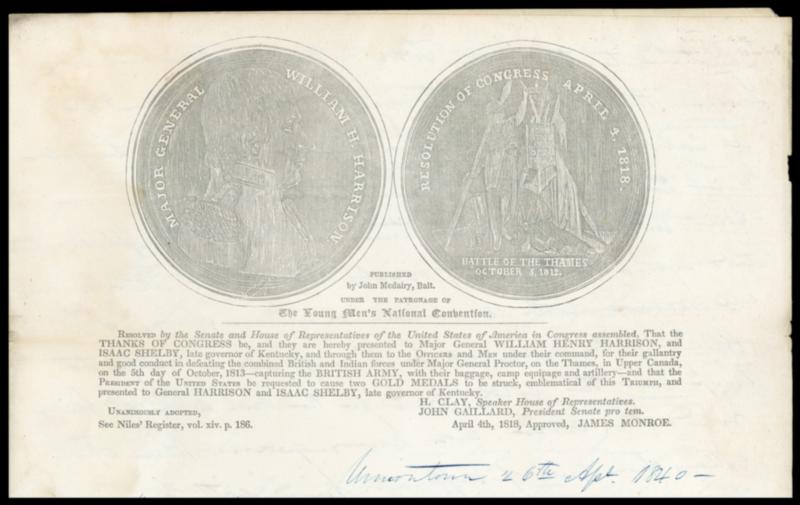 MAJOR GENERAL WILLIAM H. HARRISON
RESOLUTION OF CONGRESS APRIL 4, 1818.
BATTLE OF THE THAMES
OCTOBER 5, 1812.
PUBLISHED
by John Medairy, Balt.
UNDER THE PATRONAGE OF
The Young Men's National Convention.
RESOLVED by the Senate and House of Representatives of the United States of America in Congress assembled, That the
THANKS OF CONGRESS be, and they are hereby presented to Major General WILLIAM HENRY HARRISON, and
ISAAC SHELBY, late governor of Kentucky, and through them to the OFFICERS and MEN under their command, for their gallantry
and good conduct in defeating the combined British and Indian forces under Major General Proctor, on the Thames, in Upper Canada,
on the 5th day of October, 1813—capturing the BRITISH ARMY, with their baggage, camp equipage and artillery—and that the
PRESIDENT of the UNITED STATES be requested to cause two GOLD MEDALS to be struck, emblematical of this TRIUMPH, and
presented to General HARRISON and ISAAC SHELBY, late governor of Kentucky.
H. CLAY, Speaker House of Representatives.
UNANIMOUSLY ADOPTED, JOHN GAILLARD, President Senate pro tem.
See Niles' Register, vol. xiv. p. 186. April 4th, 1818, Approved, JAMES MONROE.
Uniontown 26th Apl. 1840—